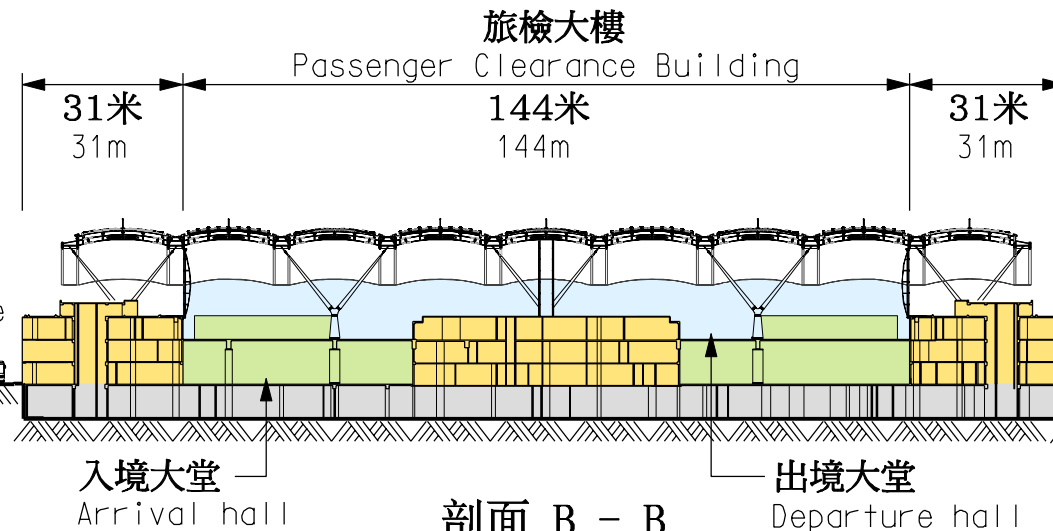 旅檢大樓
Passenger Clearance Building
31米 144米 31米
31m 144m 31m
入境大堂 出境大堂
Arrival hall Departure hall
剖面 B - B